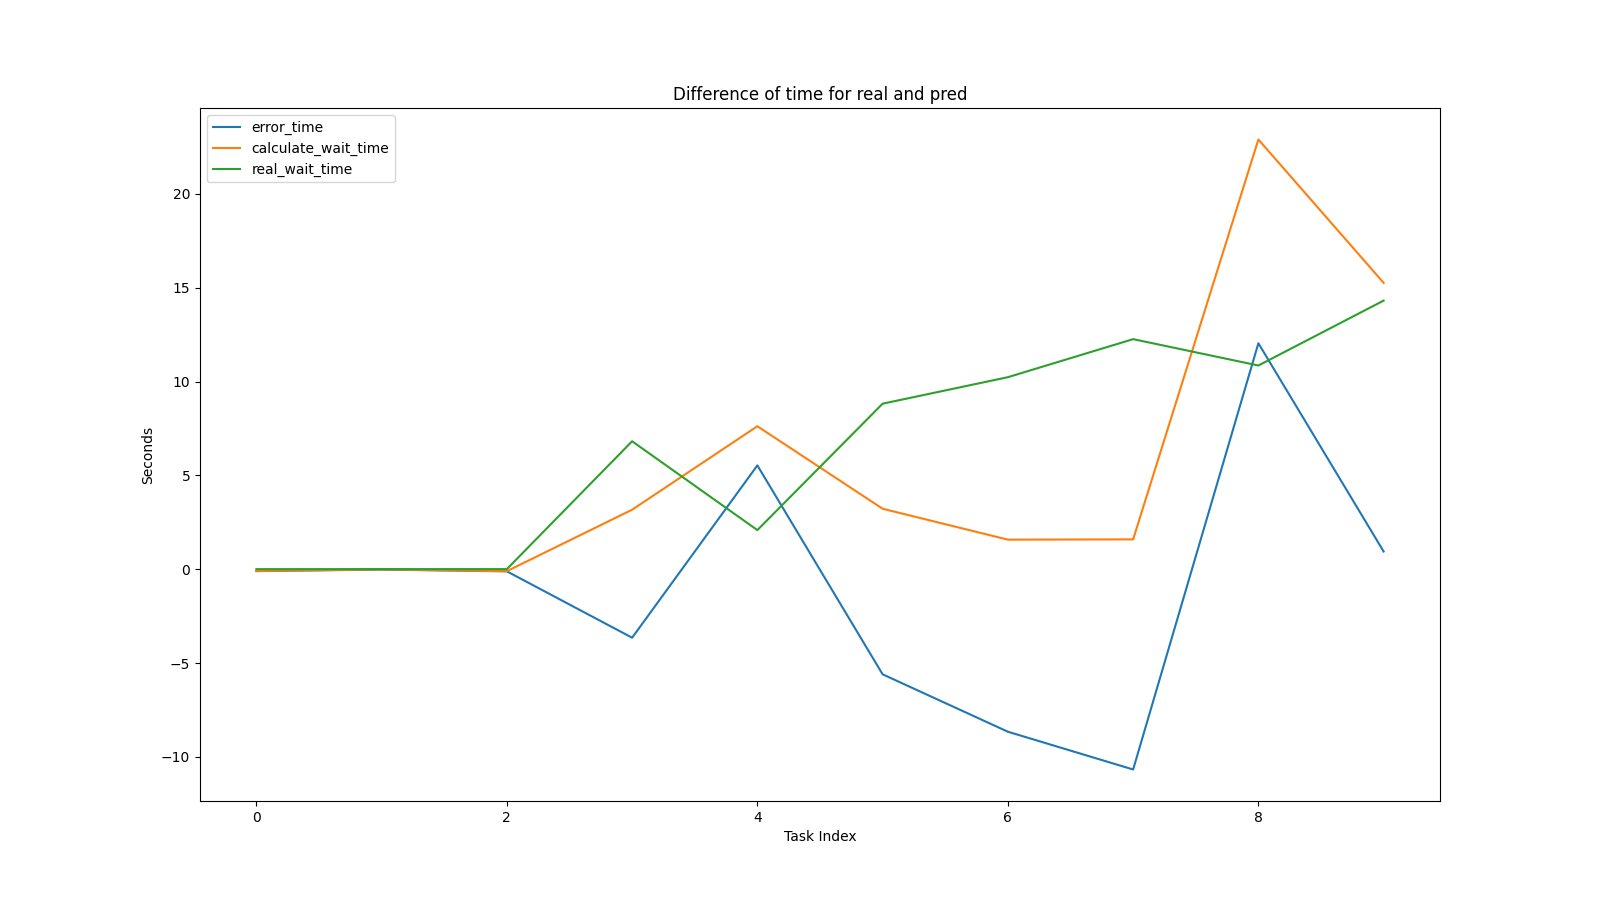 Difference of time for real and pred
error_time
calculate_wait_time
real_wait_time
20
15
10
5
0
−5
−10
Seconds
0 2 4 6 8
Task Index